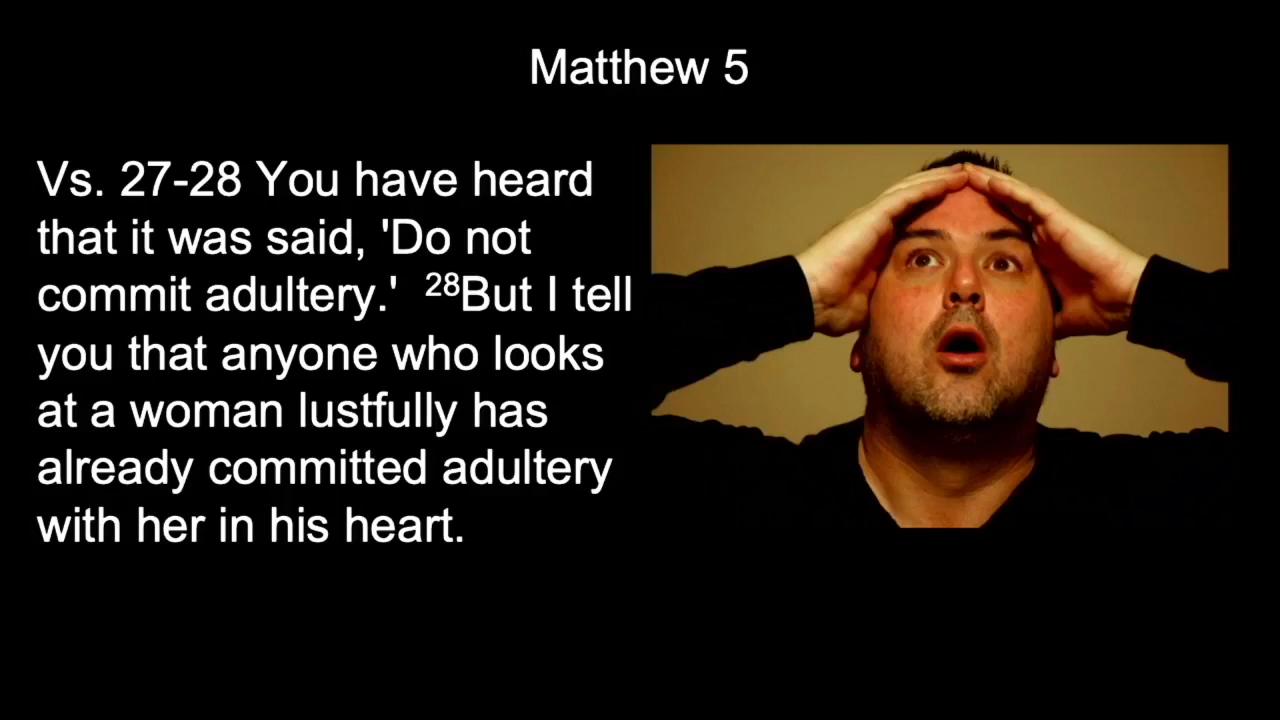 Matthew 5
Vs. 27-28 You have heard
that it was said, 'Do not
commit adultery.' ²⁸But I tell
you that anyone who looks
at a woman lustfully has
already committed adultery
with her in his heart.